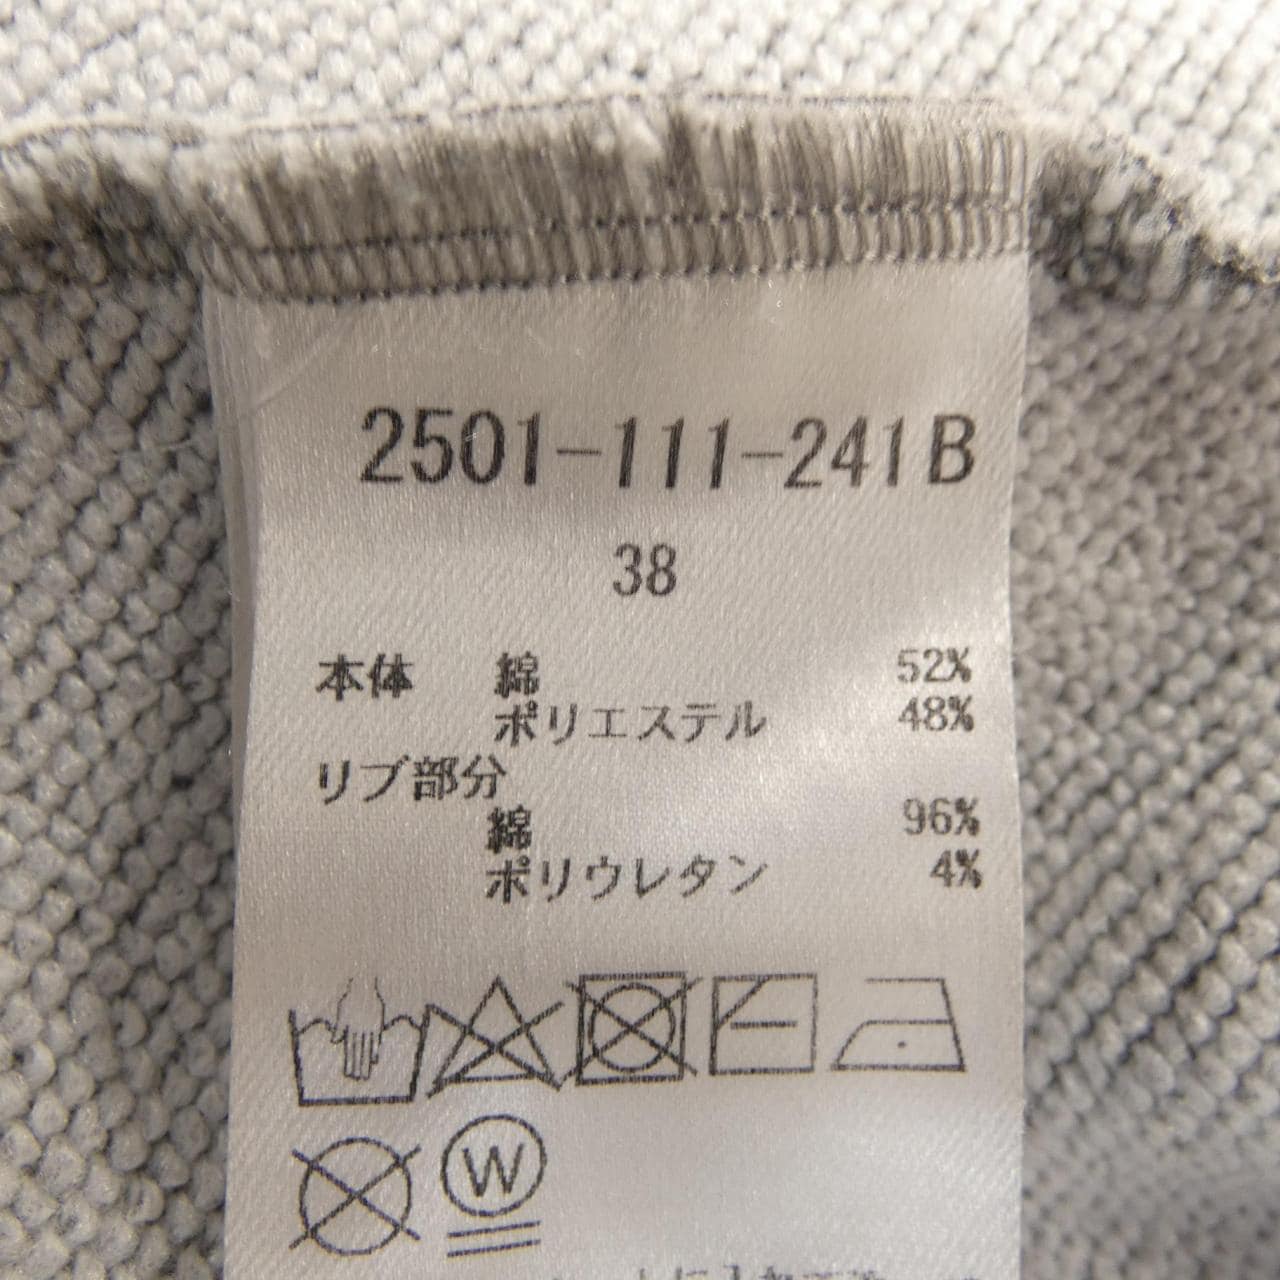 2501-111-241B
38
本体 綿 52%
ポリエステル 48%
リブ部分
綿 96%
ポリウレタン 4%
W